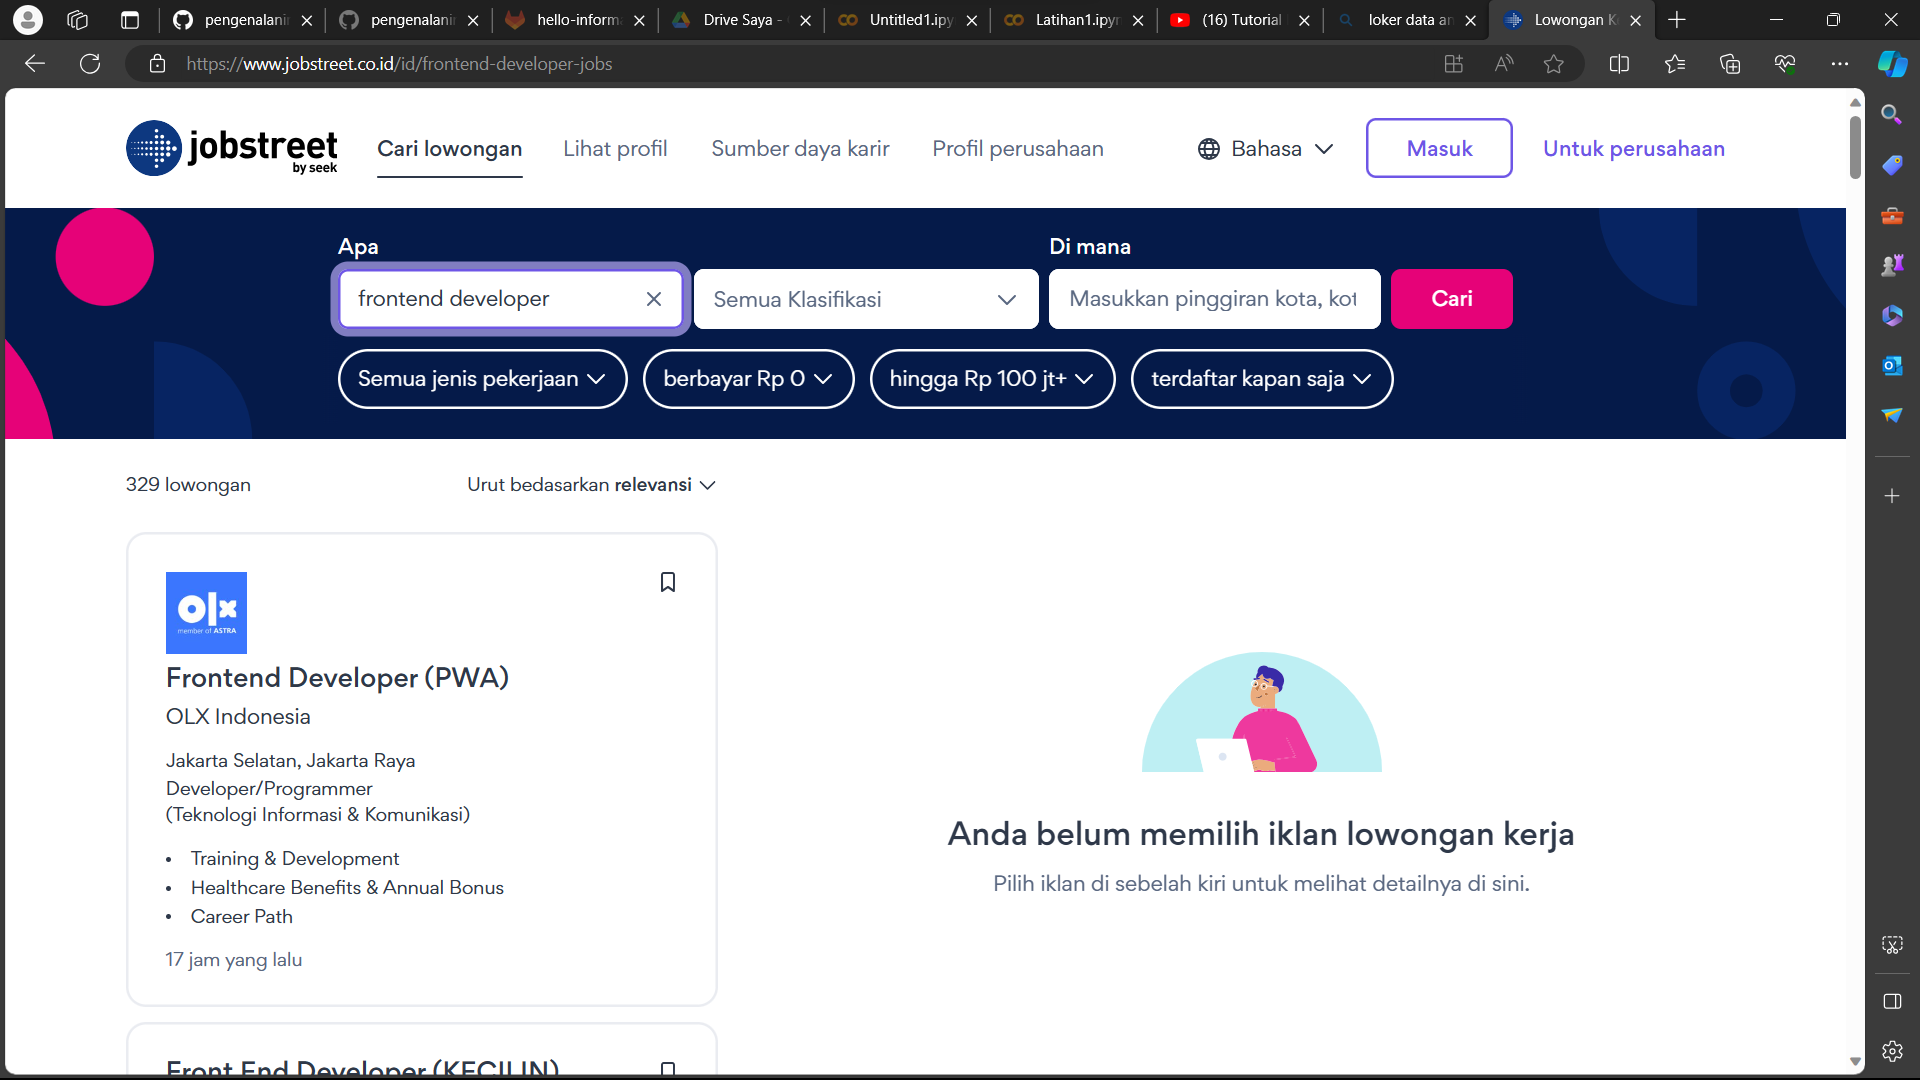 pengenalanin
pengenalanin
hello-informa
Drive Saya -
Untitled1.ipy
Latihan1.ipyn
(16) Tutorial
loker data an
Lowongan K
https://www.jobstreet.co.id/id/frontend-developer-jobs
jobstreet
by seek
Cari lowongan
Lihat profil
Sumber daya karir
Profil perusahaan
Bahasa
Masuk
Untuk perusahaan
Apa
Di mana
frontend developer
Semua Klasifikasi
Masukkan pinggiran kota, kot
Cari
Semua jenis pekerjaan
berbayar Rp 0
hingga Rp 100 jt+
terdaftar kapan saja
329 lowongan
Urut bedasarkan relevansi
olx
member of ASTRA
Frontend Developer (PWA)
OLX Indonesia
Jakarta Selatan, Jakarta Raya
Developer/Programmer
(Teknologi Informasi & Komunikasi)
• Training & Development
• Healthcare Benefits & Annual Bonus
• Career Path
17 jam yang lalu
Anda belum memilih iklan lowongan kerja
Pilih iklan di sebelah kiri untuk melihat detailnya di sini.
Front End Developer (KECILIN)